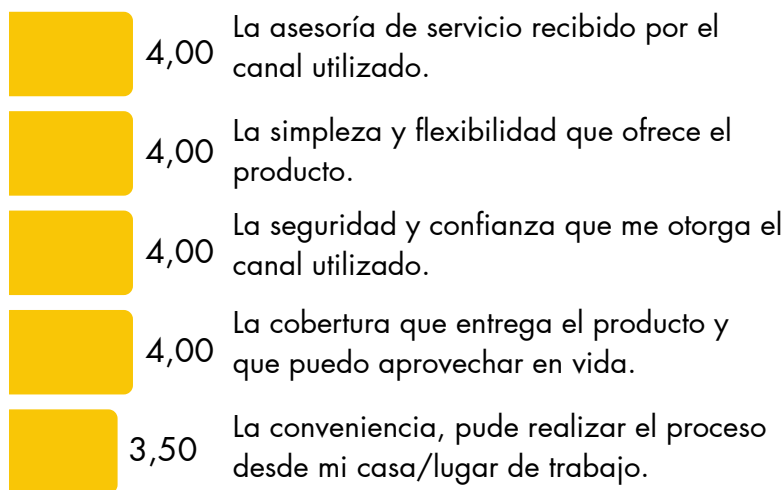 4,00 La asesoría de servicio recibido por el
canal utilizado.
4,00 La simpleza y flexibilidad que ofrece el
producto.
4,00 La seguridad y confianza que me otorga el
canal utilizado.
4,00 La cobertura que entrega el producto y
que puedo aprovechar en vida.
3,50 La conveniencia, pude realizar el proceso
desde mi casa/lugar de trabajo.